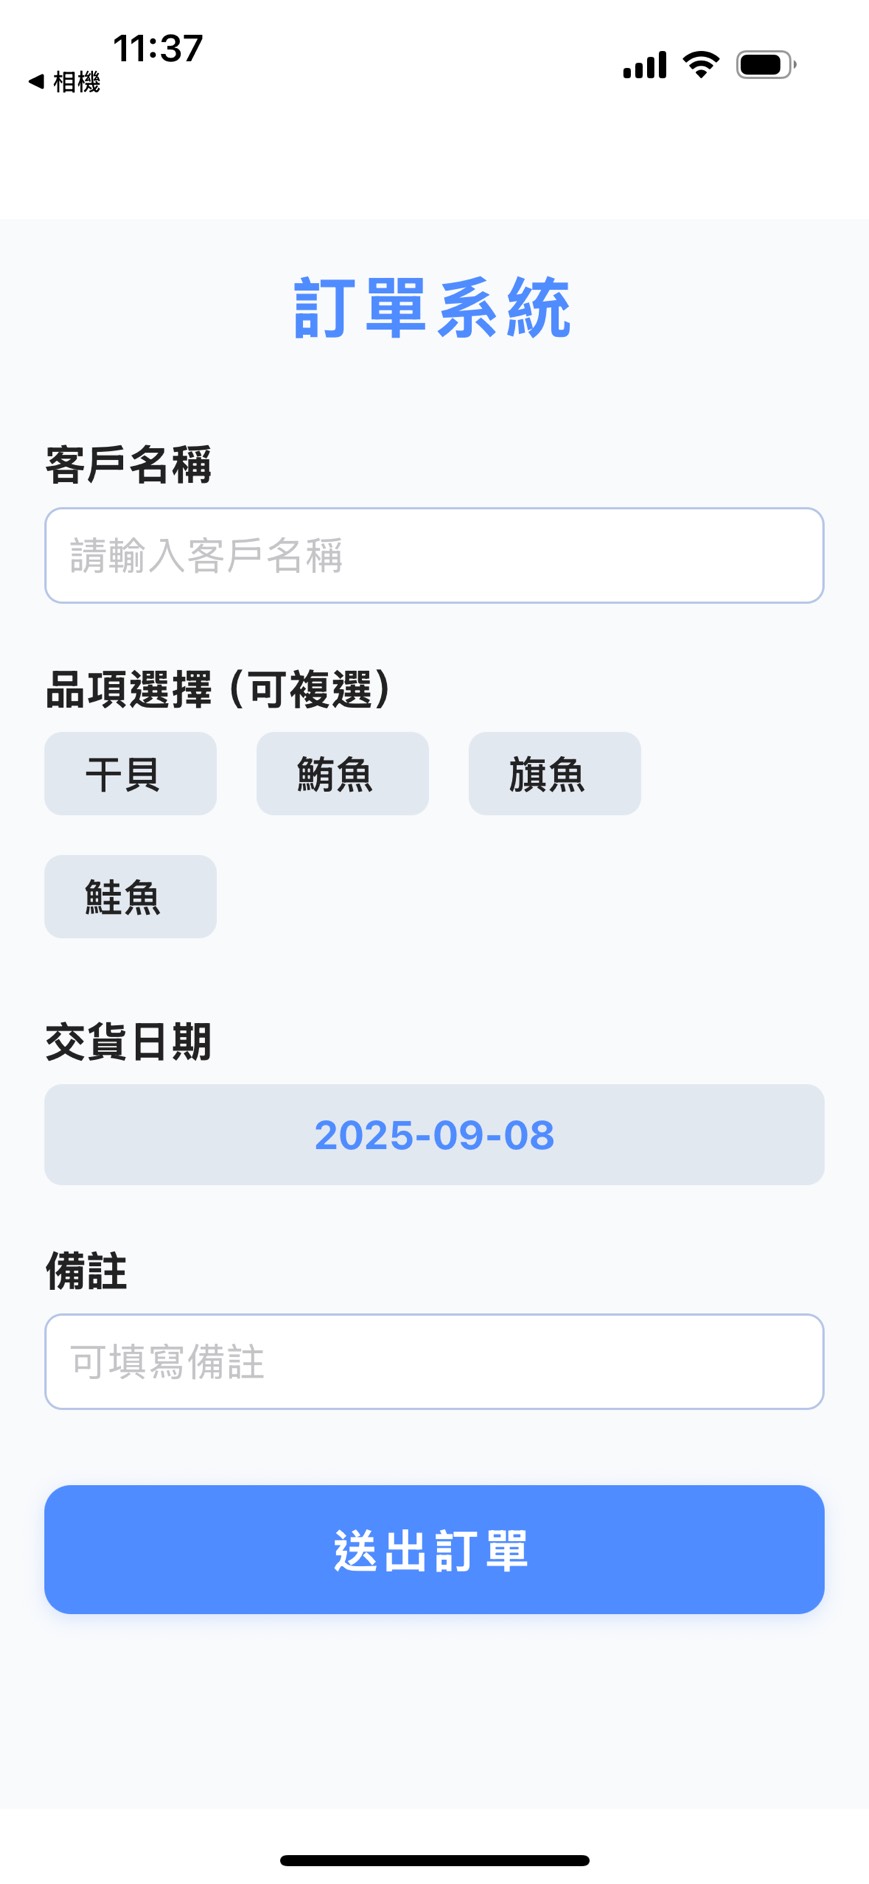 11:37
◀ 相機
訂單系統
客戶名稱
請輸入客戶名稱
品項選擇（可複選）
干貝
鮪魚
旗魚
鮭魚
交貨日期
2025-09-08
備註
可填寫備註
送出訂單